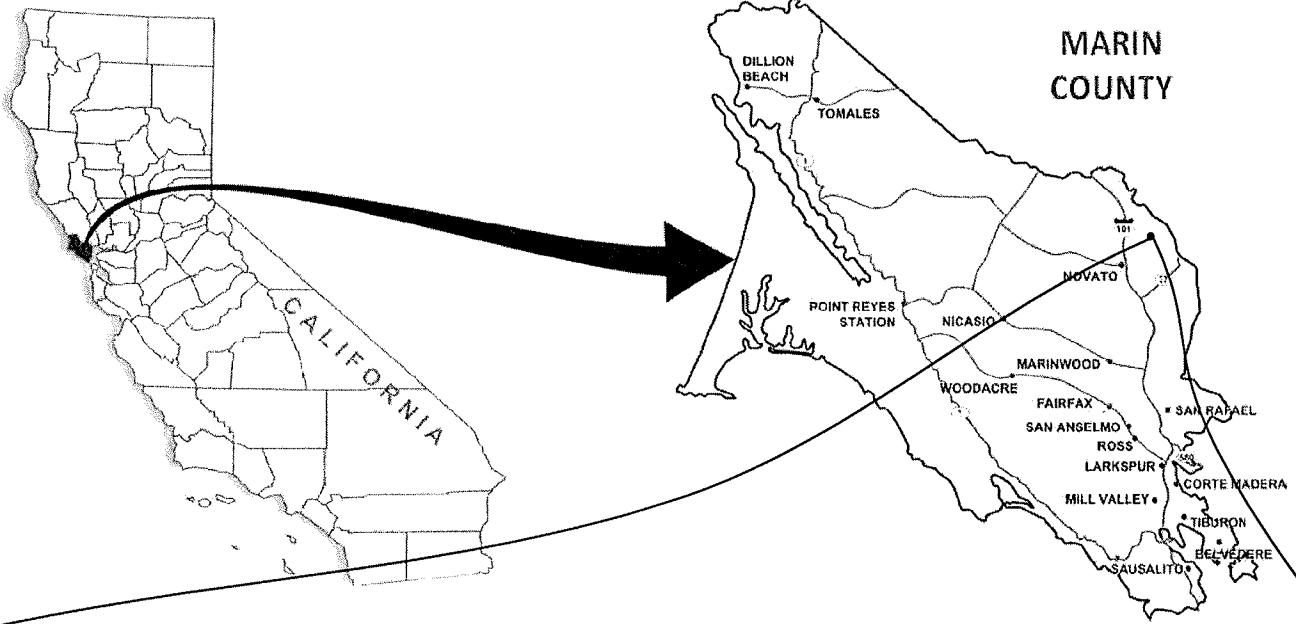 MARIN
COUNTY
DILLION
BEACH
TOMALES
101
NOVATO
POINT REYES
STATION
NICASIO
MARINWOOD
WOODACRE
FAIRFAX
SAN RAFAEL
SAN ANSELMO
ROSS
LARKSPUR
CORTE MADERA
MILL VALLEY
TIBURON
BELVEDERE
SAUSALITO
CALIFORNIA